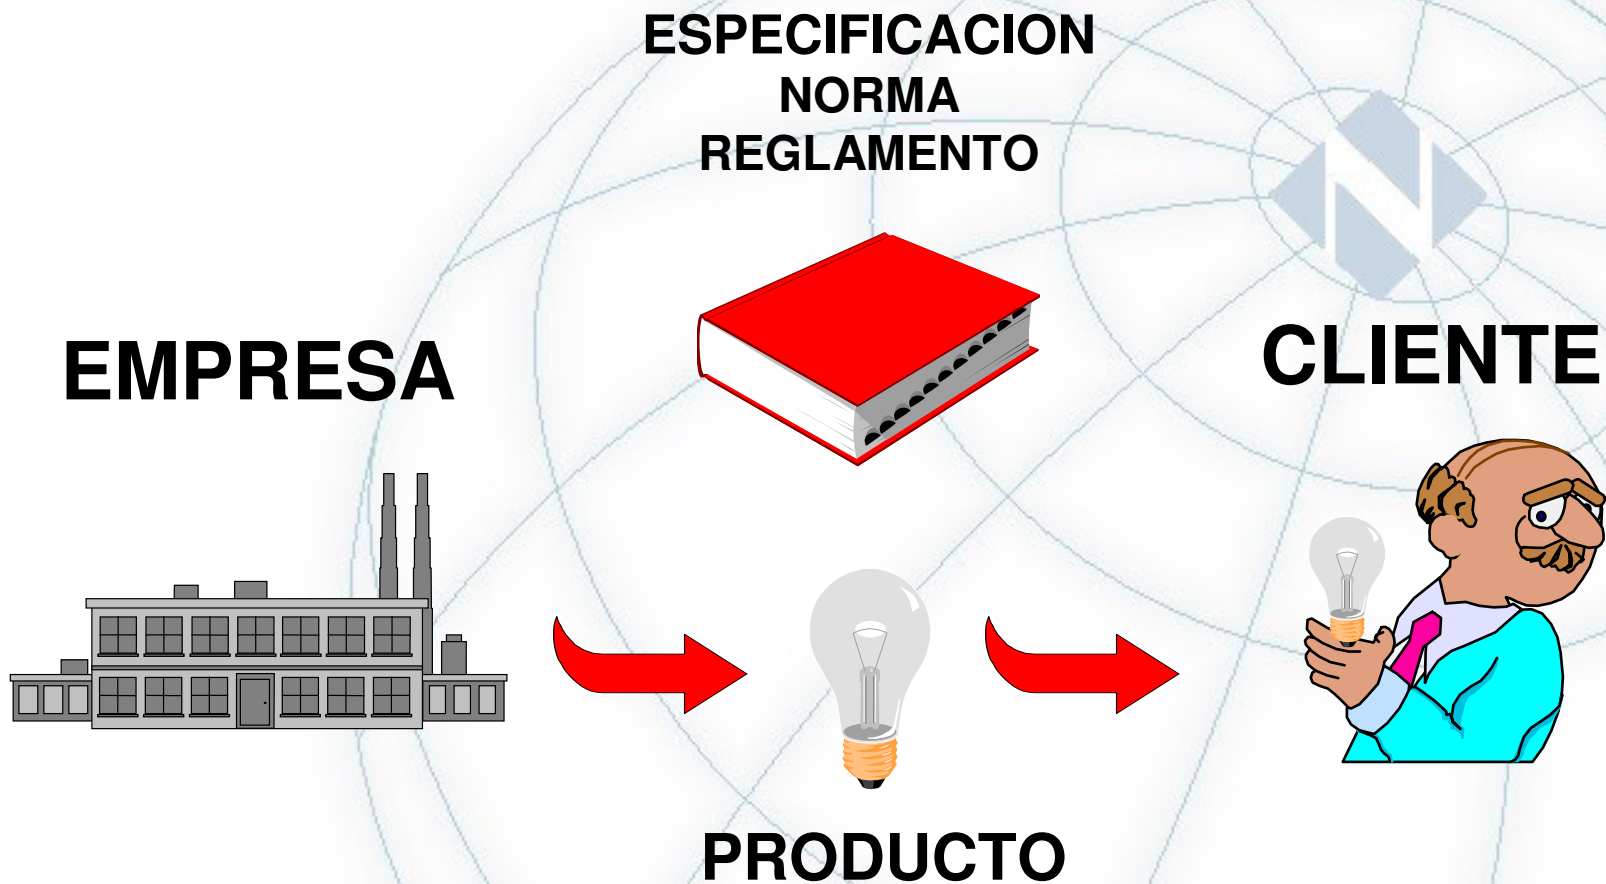 ESPECIFICACION
NORMA
REGLAMENTO
EMPRESA
CLIENTE
PRODUCTO